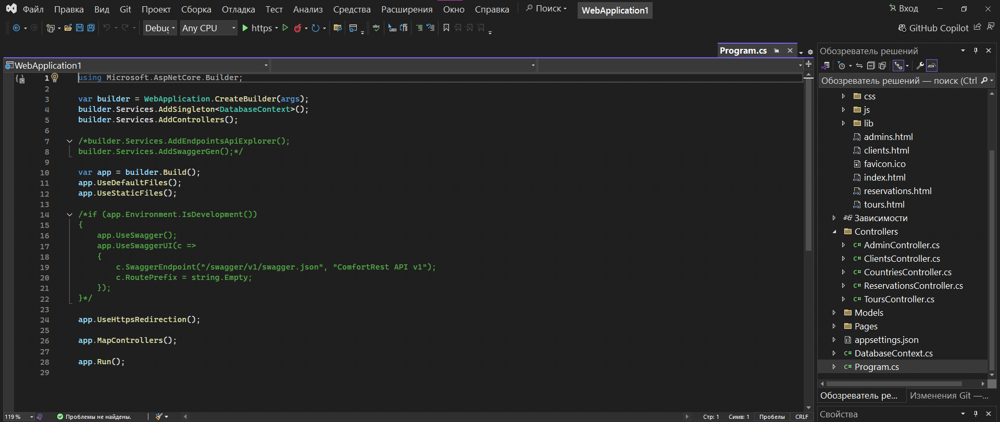 Файл Правка Вид Git Проект Сборка Отладка Тест Анализ Средства Расширения Окно Справка Поиск WebApplication1 Вход
Debug Any CPU https abc GitHub Copilot
Program.cs
WebApplication1
1 using Microsoft.AspNetCore.Builder;
2
3 var builder = WebApplication.CreateBuilder(args);
4 builder.Services.AddSingleton<DatabaseContext>();
5 builder.Services.AddControllers();
6
7 /*builder.Services.AddEndpointsApiExplorer();
8 builder.Services.AddSwaggerGen();*/
9
10 var app = builder.Build();
11 app.UseDefaultFiles();
12 app.UseStaticFiles();
13
14 /*if (app.Environment.IsDevelopment())
15 {
16 app.UseSwagger();
17 app.UseSwaggerUI(c =>
18 {
19 c.SwaggerEndpoint("/swagger/v1/swagger.json", "ComfortRest API v1");
20 c.RoutePrefix = string.Empty;
21 });
22 }*/
23
24 app.UseHttpsRedirection();
25
26 app.MapControllers();
27
28 app.Run();
29
119 % Проблемы не найдены. Стр: 1 Симв: 1 Пробелы CRLF
Обозреватель решений
Обозреватель решений — поиск (Ctrl
css
js
lib
admins.html
clients.html
favicon.ico
index.html
reservations.html
tours.html
Зависимости
Controllers
C# AdminController.cs
C# ClientsController.cs
C# CountriesController.cs
C# ReservationsController.cs
C# ToursController.cs
Models
Pages
appsettings.json
C# DatabaseContext.cs
C# Program.cs
Обозреватель ре... Изменения Git —...
Свойства